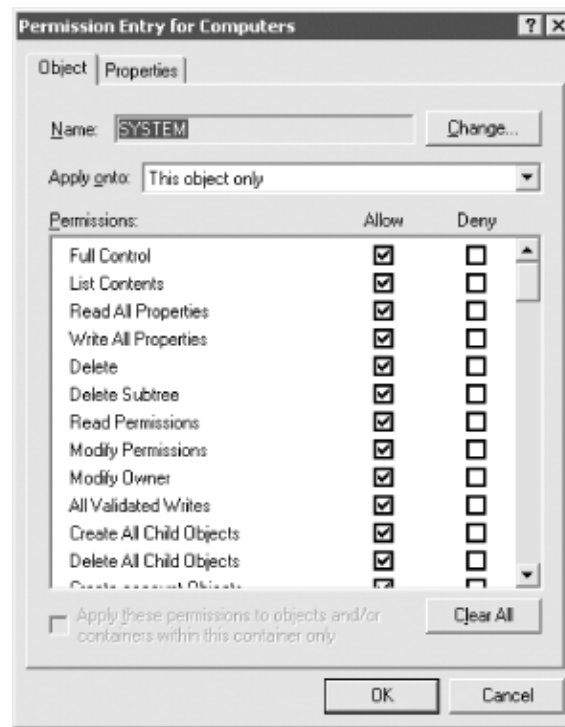 Permission Entry for Computers
Object Properties
Name: SYSTEM Change...
Apply onto: This object only
Permissions: Allow Deny
Full Control
List Contents
Read All Properties
Write All Properties
Delete
Delete Subtree
Read Permissions
Modify Permissions
Modify Owner
All Validated Writes
Create All Child Objects
Delete All Child Objects
Create account Objects
Apply these permissions to objects and/or
containers within this container only
Clear All
OK Cancel